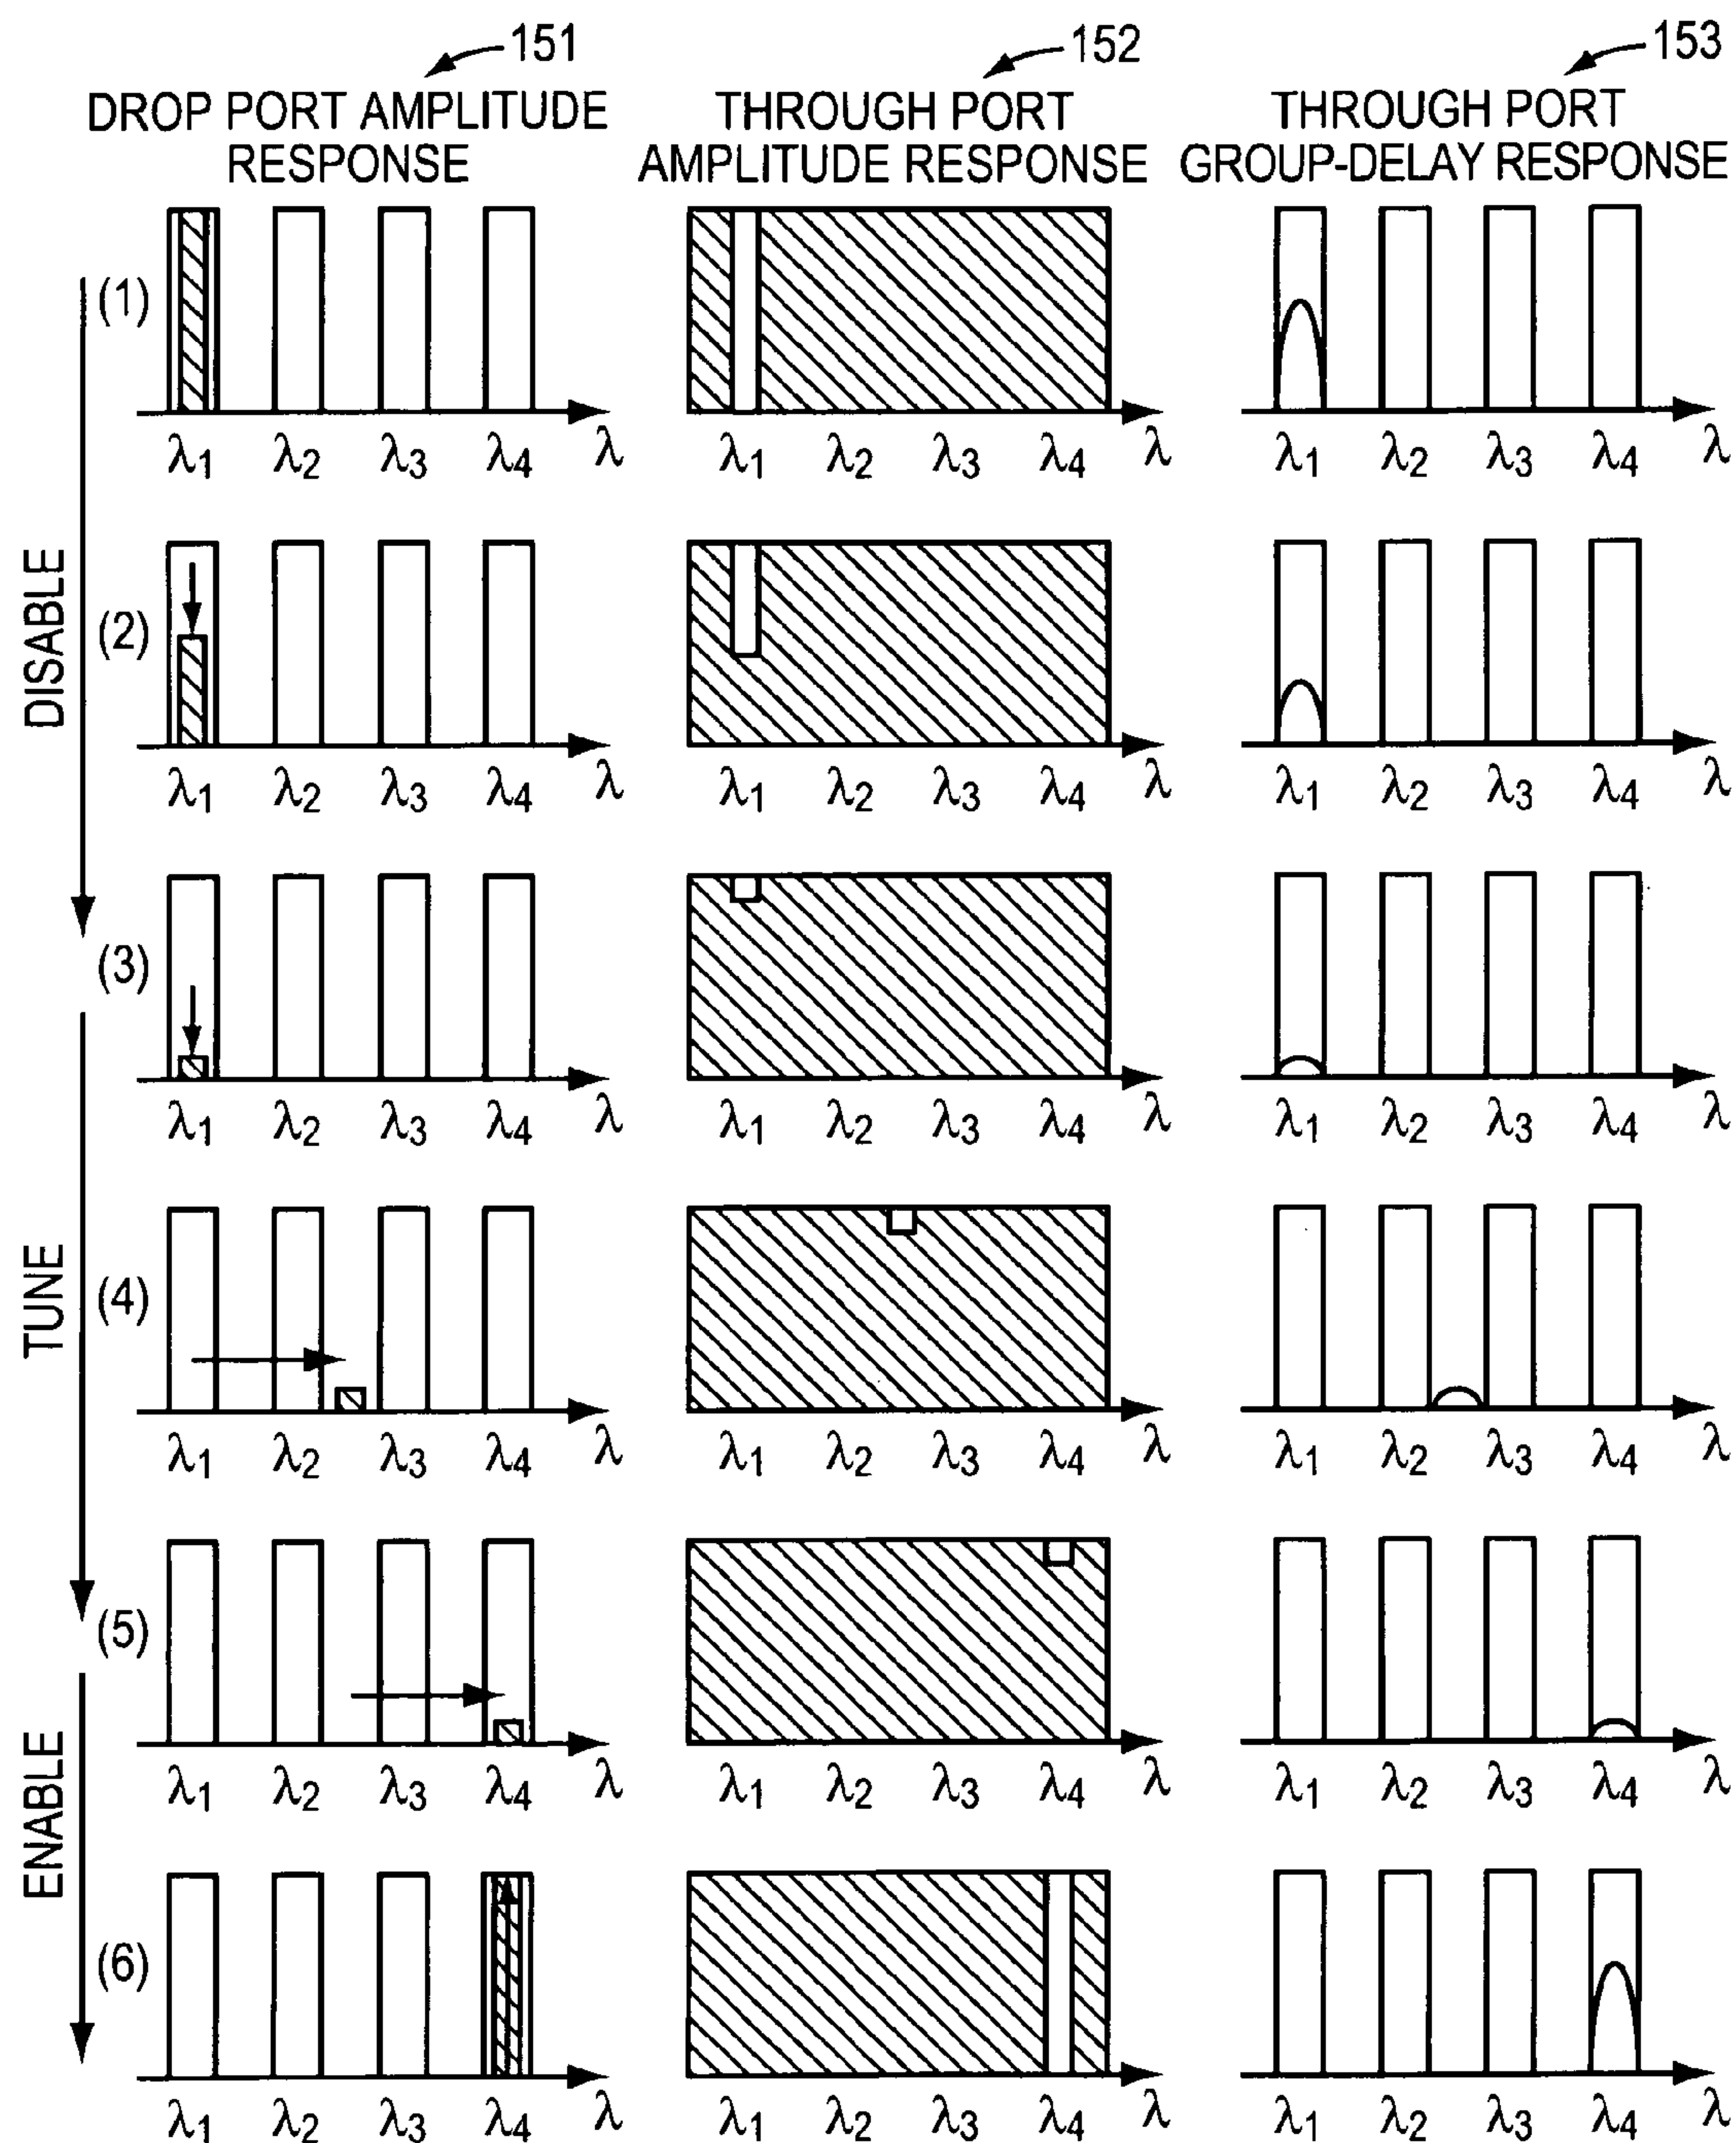 151
152
153
DROP PORT AMPLITUDE
RESPONSE
THROUGH PORT
AMPLITUDE RESPONSE
THROUGH PORT
GROUP-DELAY RESPONSE
(1)
λ1 λ2 λ3 λ4 λ
λ1 λ2 λ3 λ4 λ
λ1 λ2 λ3 λ4 λ
DISABLE
(2)
λ1 λ2 λ3 λ4 λ
λ1 λ2 λ3 λ4 λ
λ1 λ2 λ3 λ4 λ
(3)
λ1 λ2 λ3 λ4 λ
λ1 λ2 λ3 λ4 λ
λ1 λ2 λ3 λ4 λ
TUNE
(4)
λ1 λ2 λ3 λ4 λ
λ1 λ2 λ3 λ4 λ
λ1 λ2 λ3 λ4 λ
(5)
λ1 λ2 λ3 λ4 λ
λ1 λ2 λ3 λ4 λ
λ1 λ2 λ3 λ4 λ
ENABLE
(6)
λ1 λ2 λ3 λ4 λ
λ1 λ2 λ3 λ4 λ
λ1 λ2 λ3 λ4 λ